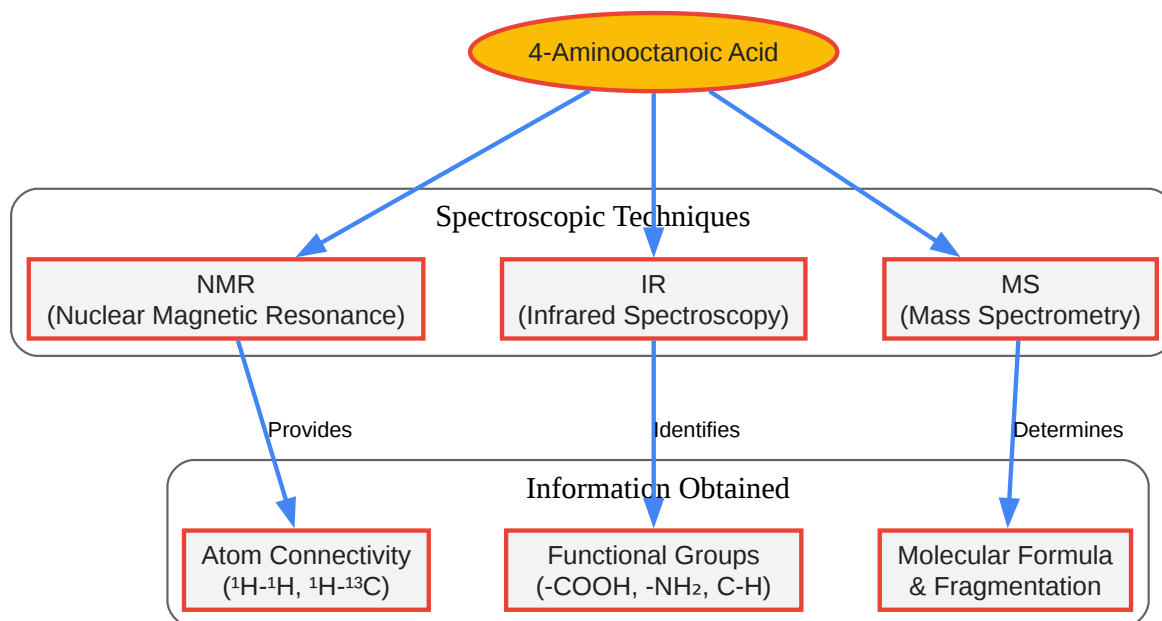 4-Aminooctanoic Acid
Spectroscopic Techniques
NMR
(Nuclear Magnetic Resonance)
IR
(Infrared Spectroscopy)
MS
(Mass Spectrometry)
Provides
Identifies
Determines
Information Obtained
Atom Connectivity
(¹H-¹H, ¹H-¹³C)
Functional Groups
(-COOH, -NH₂, C-H)
Molecular Formula
& Fragmentation